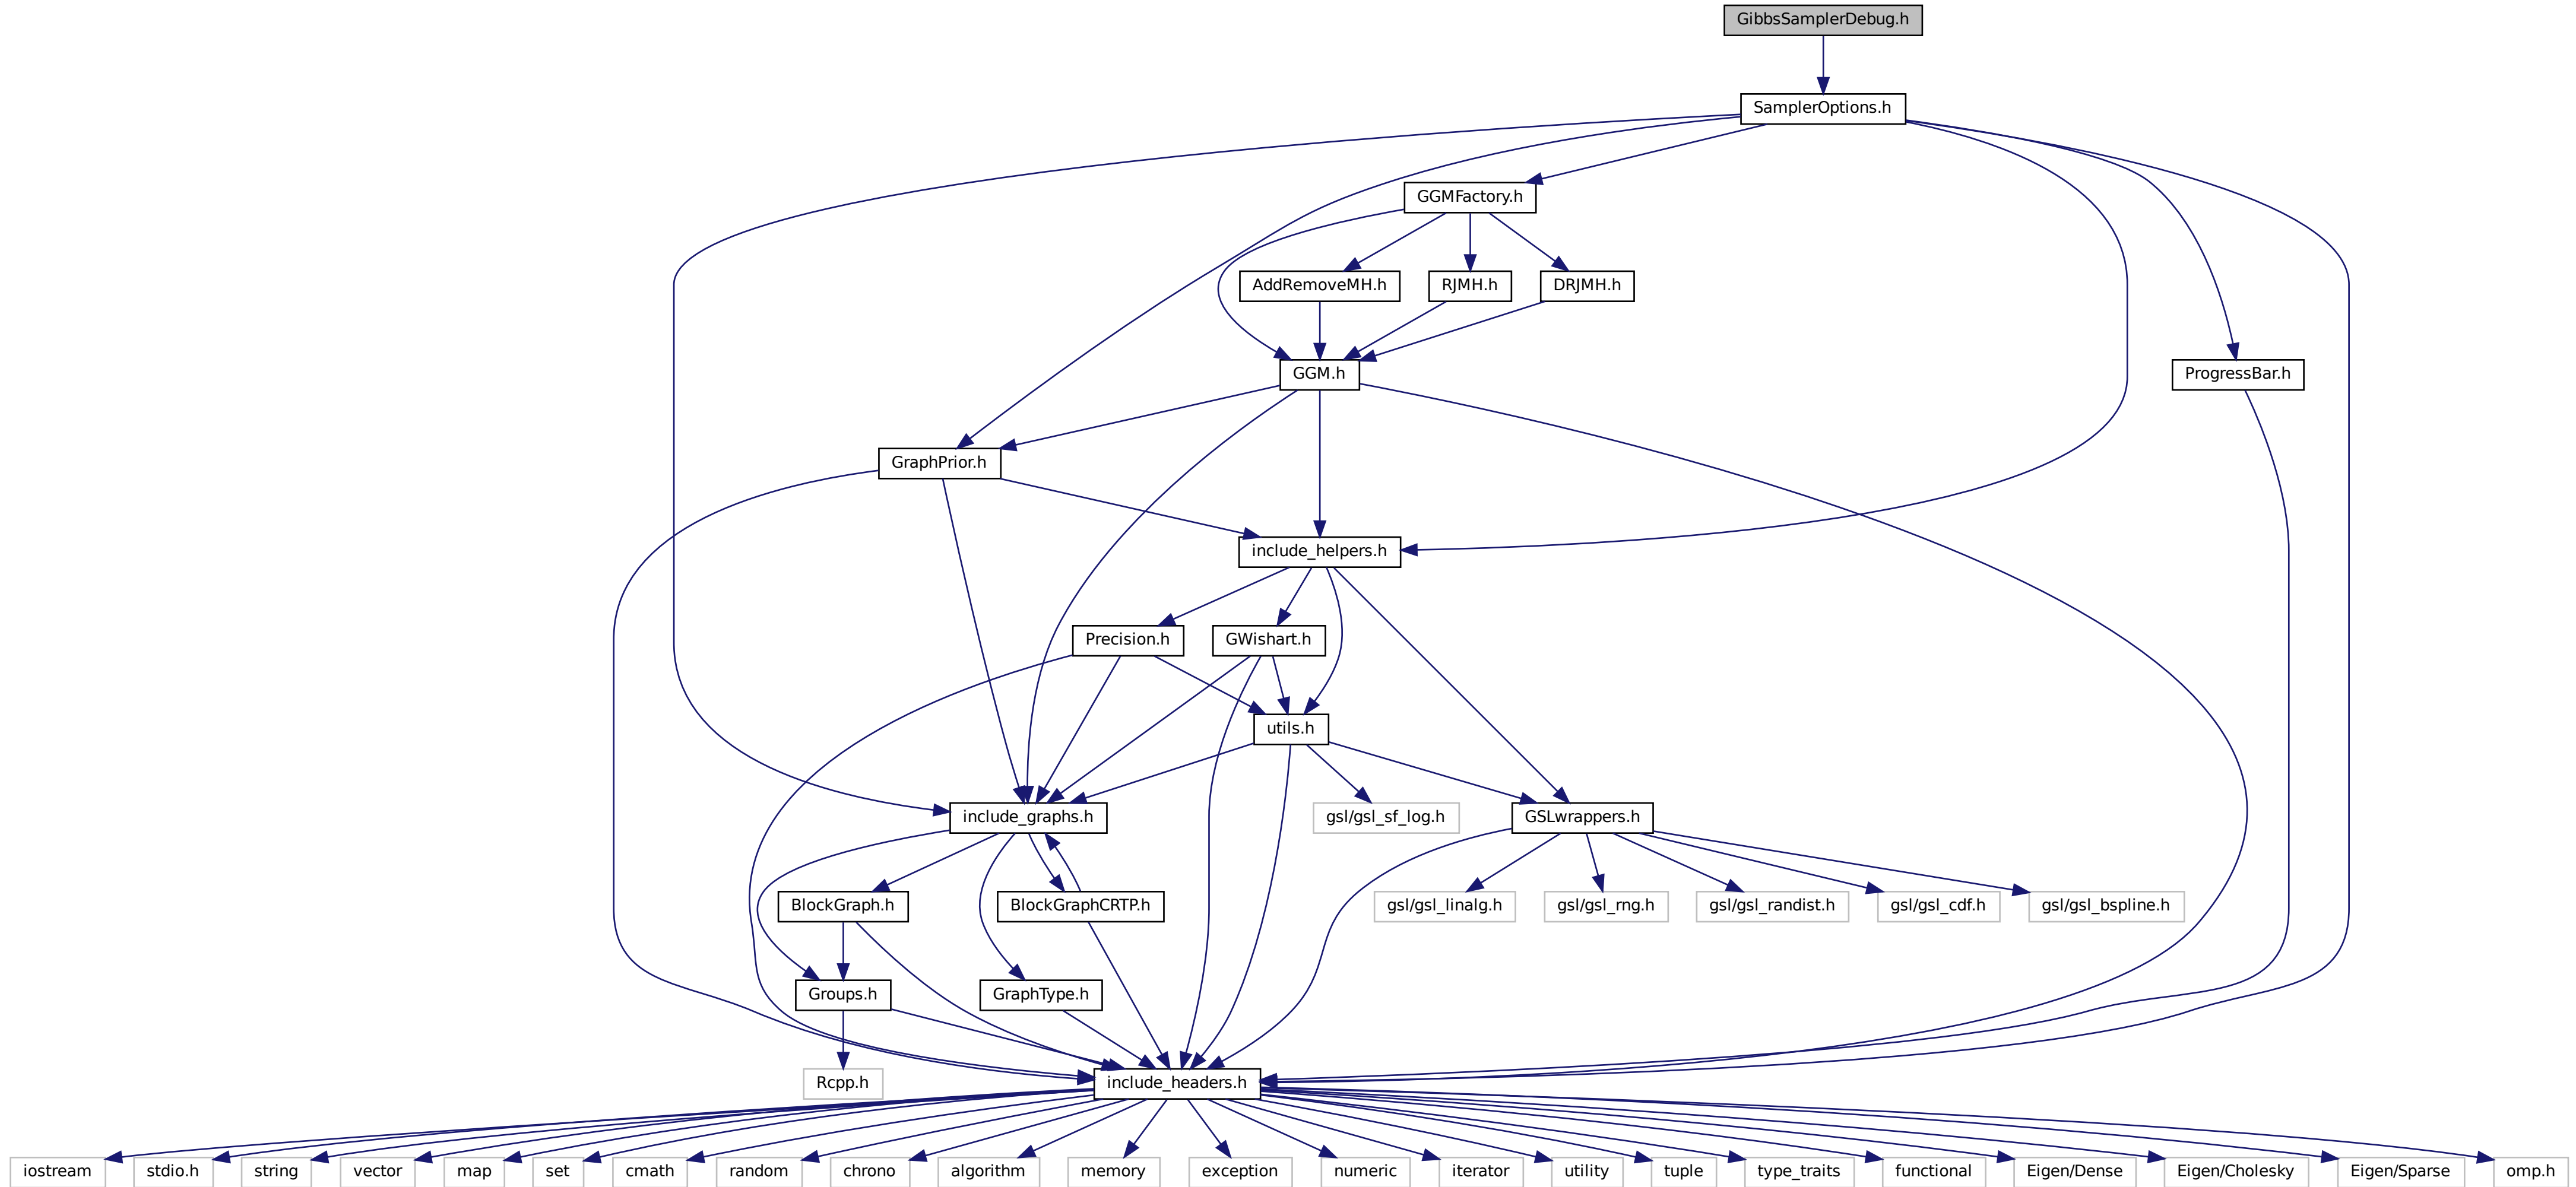 GibbsSamplerDebug.h
SamplerOptions.h
GGMFactory.h
AddRemoveMH.h
RJMH.h
DRJMH.h
GGM.h
ProgressBar.h
GraphPrior.h
include_helpers.h
Precision.h
GWishart.h
utils.h
include_graphs.h
gsl/gsl_sf_log.h
GSLwrappers.h
BlockGraph.h
BlockGraphCRTP.h
gsl/gsl_linalg.h
gsl/gsl_rng.h
gsl/gsl_randist.h
gsl/gsl_cdf.h
gsl/gsl_bspline.h
Groups.h
GraphType.h
Rcpp.h
include_headers.h
iostream
stdio.h
string
vector
map
set
cmath
random
chrono
algorithm
memory
exception
numeric
iterator
utility
tuple
type_traits
functional
Eigen/Dense
Eigen/Cholesky
Eigen/Sparse
omp.h